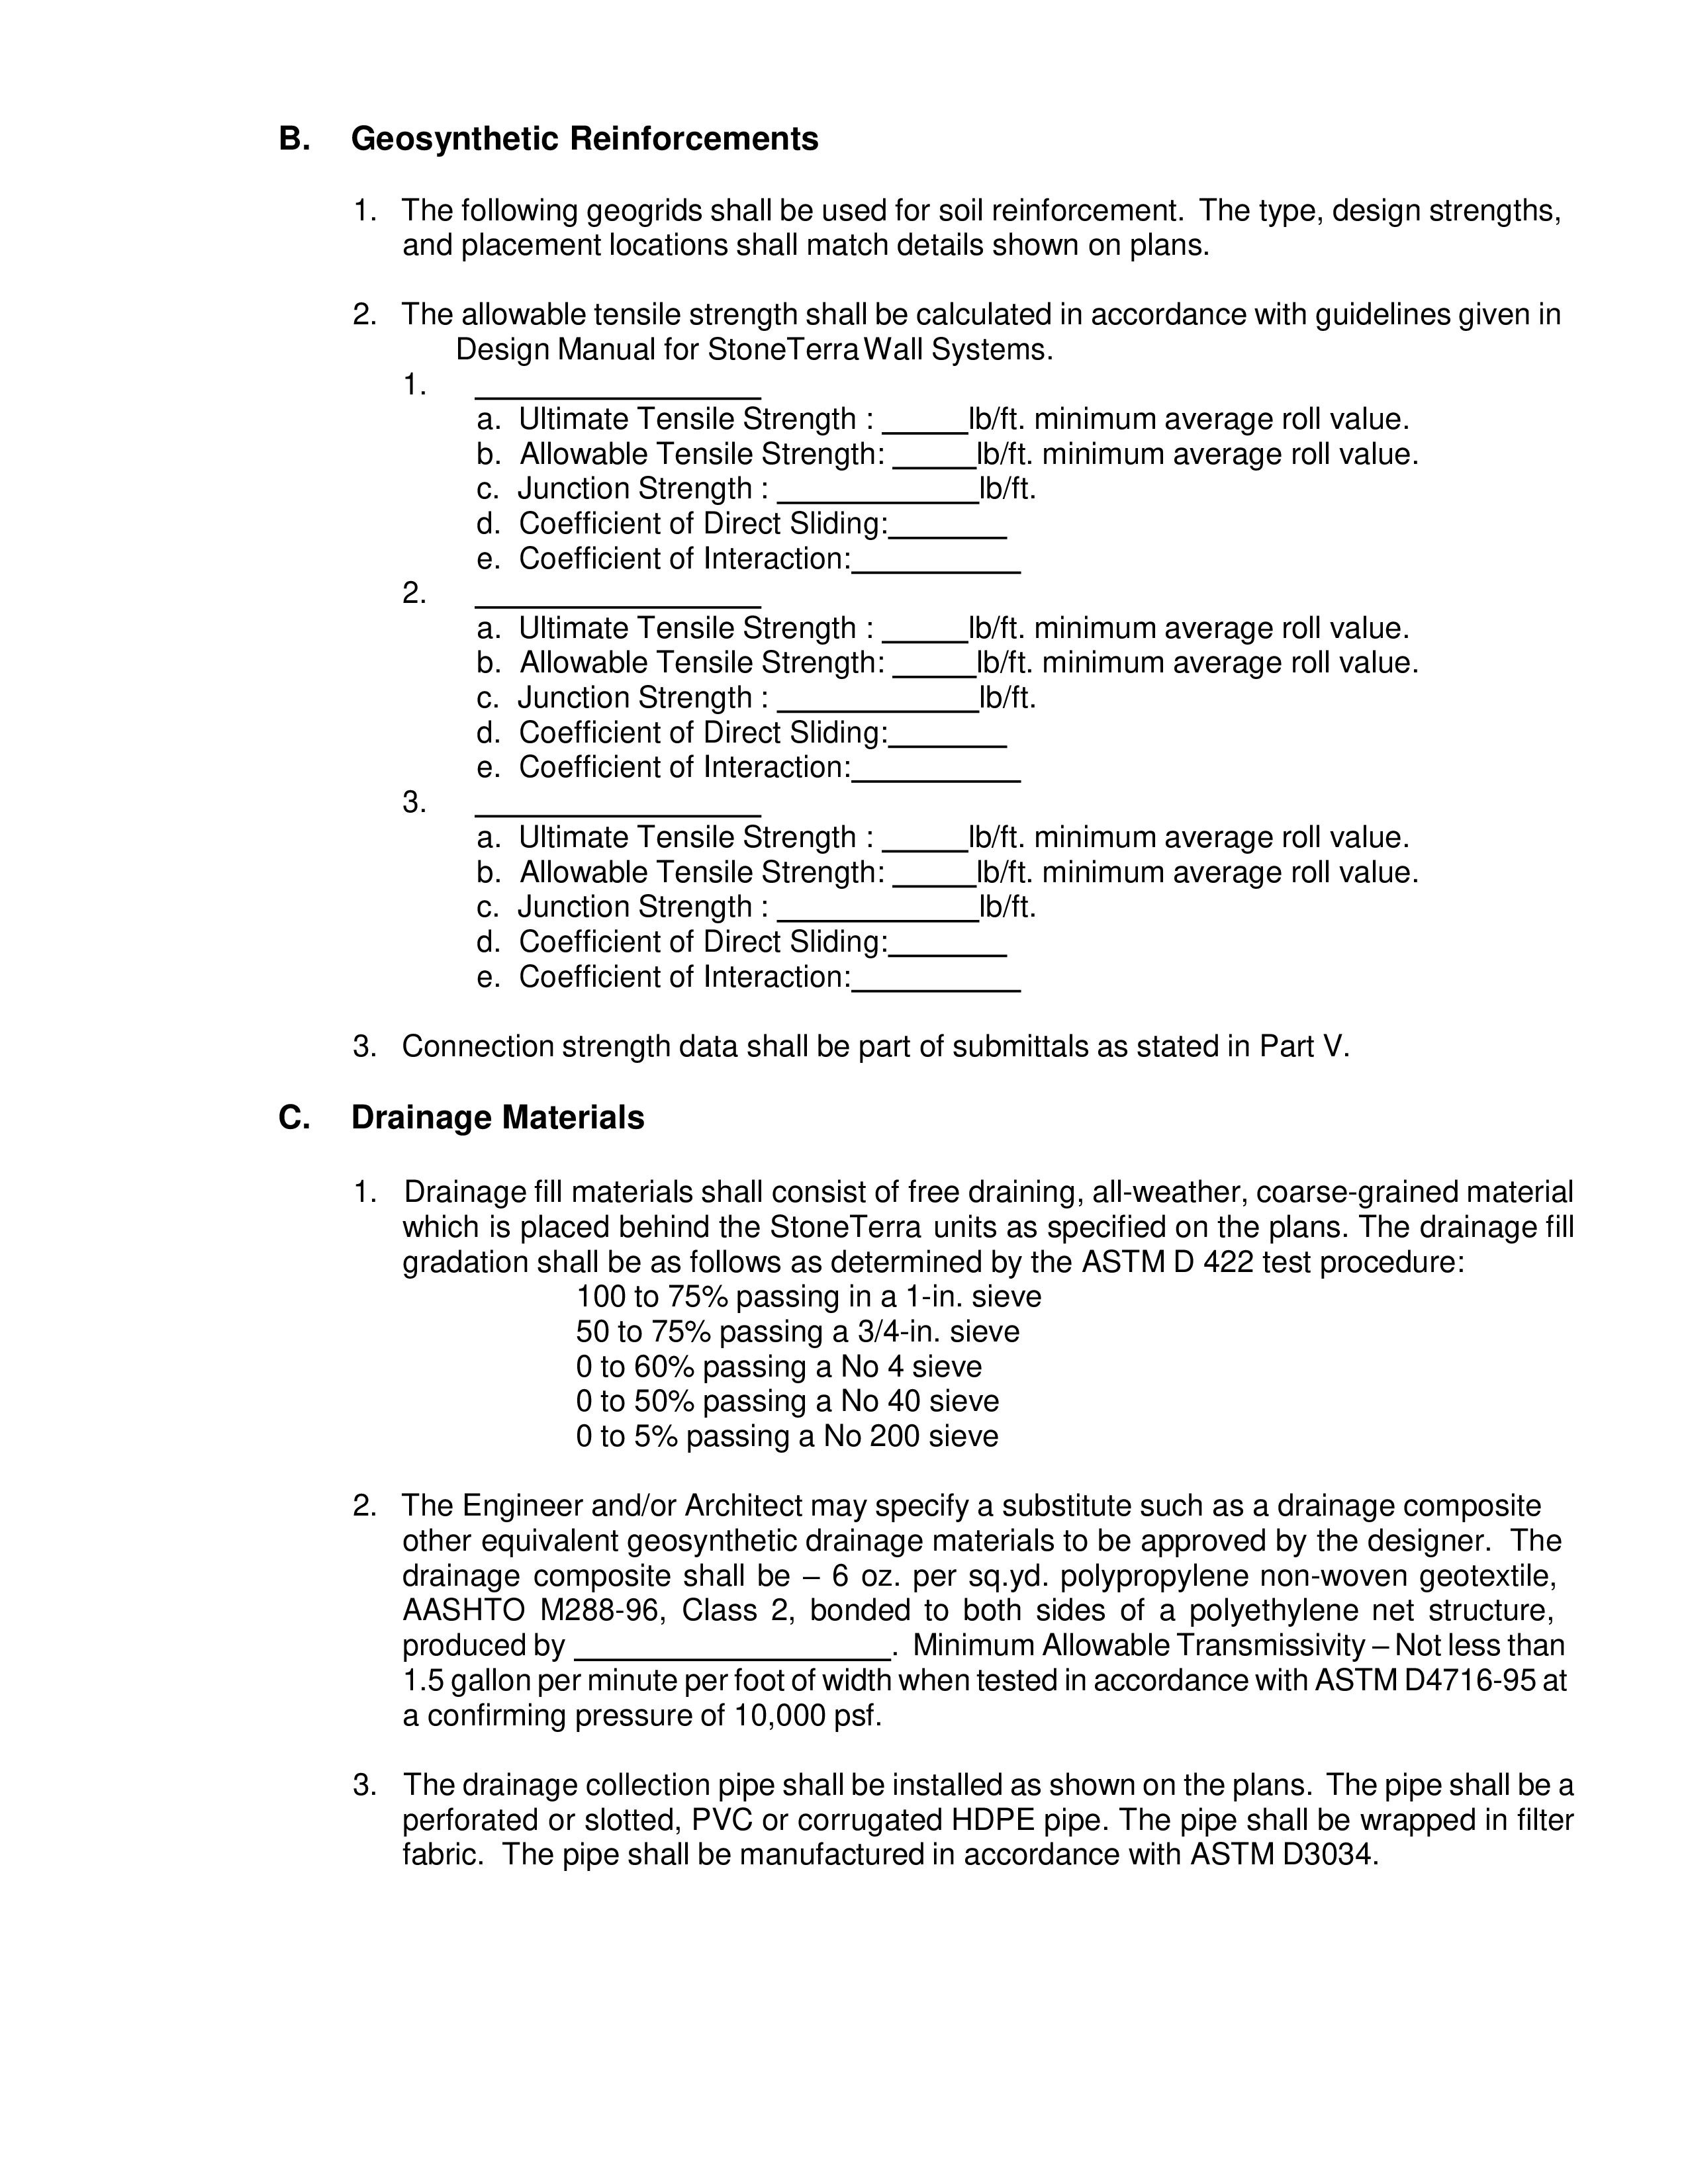 B. Geosynthetic Reinforcements
1. The following geogrids shall be used for soil reinforcement. The type, design strengths,
and placement locations shall match details shown on plans.
2. The allowable tensile strength shall be calculated in accordance with guidelines given in
Design Manual for StoneTerra Wall Systems.
1. __________________
a. Ultimate Tensile Strength : _____lb/ft. minimum average roll value.
b. Allowable Tensile Strength: _____lb/ft. minimum average roll value.
c. Junction Strength : ____________lb/ft.
d. Coefficient of Direct Sliding:_______
e. Coefficient of Interaction:__________
2. __________________
a. Ultimate Tensile Strength : _____lb/ft. minimum average roll value.
b. Allowable Tensile Strength: _____lb/ft. minimum average roll value.
c. Junction Strength : ____________lb/ft.
d. Coefficient of Direct Sliding:_______
e. Coefficient of Interaction:__________
3. __________________
a. Ultimate Tensile Strength : _____lb/ft. minimum average roll value.
b. Allowable Tensile Strength: _____lb/ft. minimum average roll value.
c. Junction Strength : ____________lb/ft.
d. Coefficient of Direct Sliding:_______
e. Coefficient of Interaction:__________
3. Connection strength data shall be part of submittals as stated in Part V.
C. Drainage Materials
1. Drainage fill materials shall consist of free draining, all-weather, coarse-grained material
which is placed behind the StoneTerra units as specified on the plans. The drainage fill
gradation shall be as follows as determined by the ASTM D 422 test procedure:
100 to 75% passing in a 1-in. sieve
50 to 75% passing a 3/4-in. sieve
0 to 60% passing a No 4 sieve
0 to 50% passing a No 40 sieve
0 to 5% passing a No 200 sieve
2. The Engineer and/or Architect may specify a substitute such as a drainage composite
other equivalent geosynthetic drainage materials to be approved by the designer. The
drainage composite shall be – 6 oz. per sq.yd. polypropylene non-woven geotextile,
AASHTO M288-96, Class 2, bonded to both sides of a polyethylene net structure,
produced by ___________________. Minimum Allowable Transmissivity – Not less than
1.5 gallon per minute per foot of width when tested in accordance with ASTM D4716-95 at
a confirming pressure of 10,000 psf.
3. The drainage collection pipe shall be installed as shown on the plans. The pipe shall be a
perforated or slotted, PVC or corrugated HDPE pipe. The pipe shall be wrapped in filter
fabric. The pipe shall be manufactured in accordance with ASTM D3034.